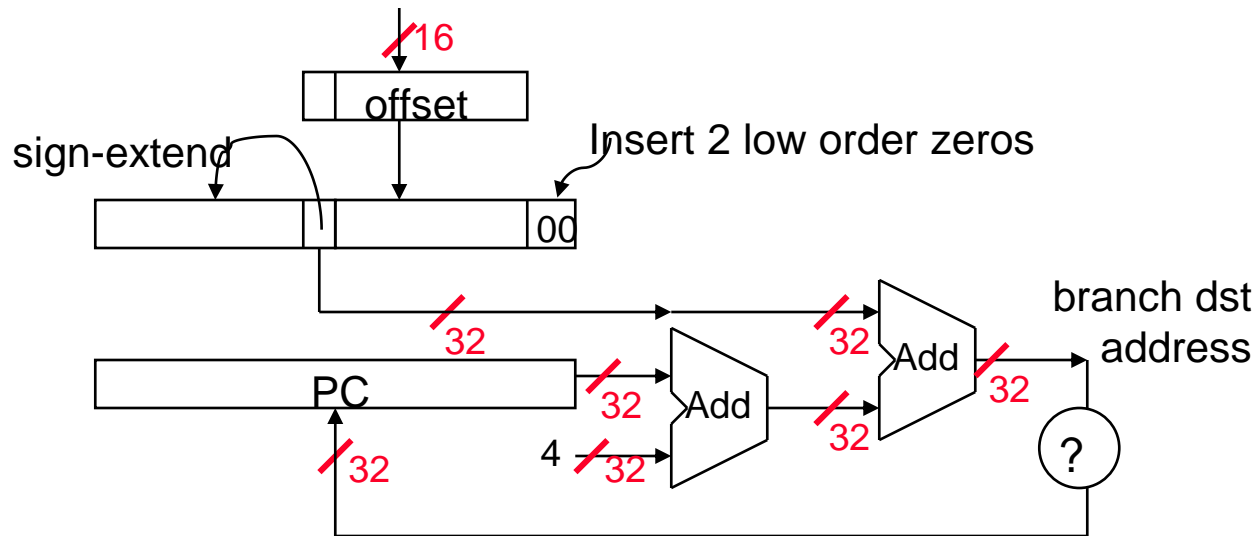 16
offset
sign-extend
Insert 2 low order zeros
00
branch dst
address
32
32
Add
32
PC
32
Add
32
?
32
4
32